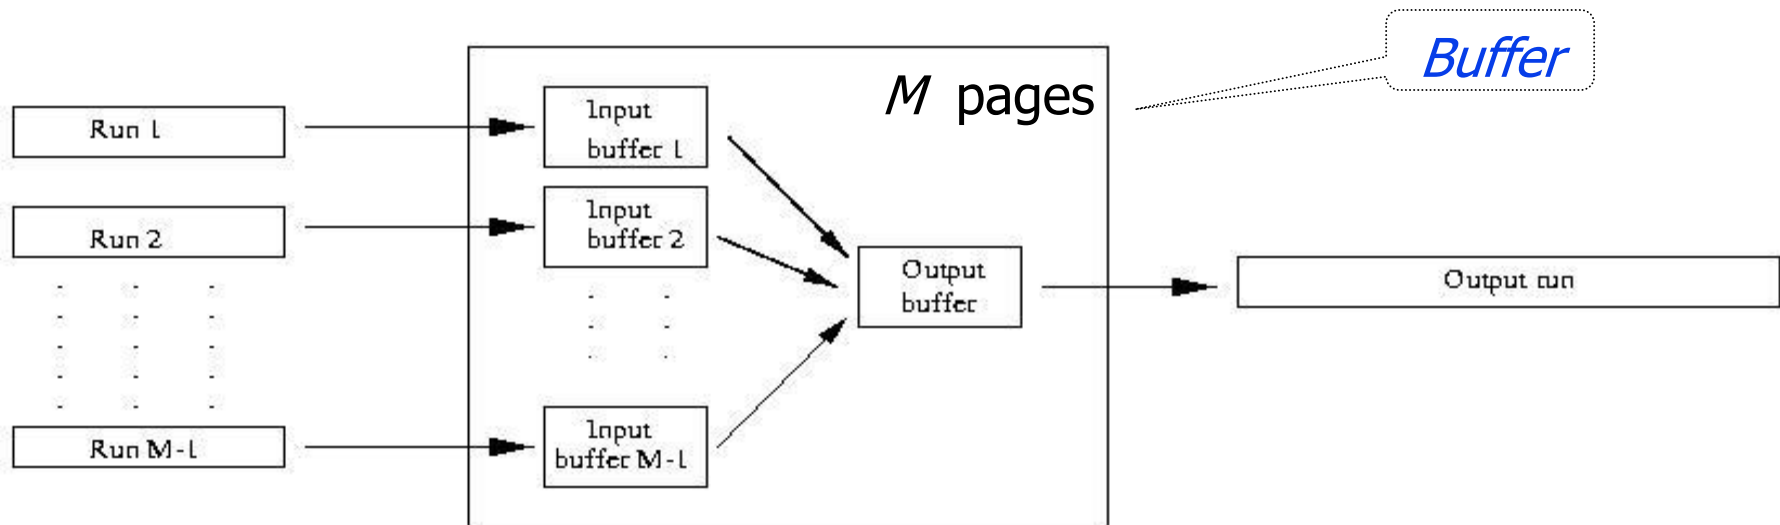 Buffer
M pages
Run 1
Input
buffer 1
Run 2
Input
buffer 2
Output
buffer
Output run
Run M-1
Input
buffer M-1